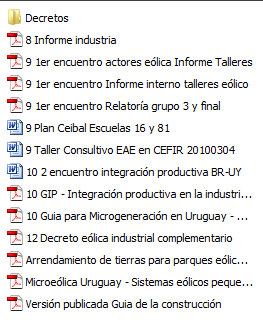 Decretos
8 Informe industria
9 1er encuentro actores eólica Informe Talleres
9 1er encuentro Informe interno talleres eólico
9 1er encuentro Relatoría grupo 3 y final
9 Plan Ceibal Escuelas 16 y 81
9 Taller Consultivo EAE en CEFIR 20100304
10 2 encuentro integración productiva BR-UY
10 GIP - Integración productiva en la industri...
10 Guia para Microgeneración en Uruguay - ...
12 Decreto eólica industrial complementario
Arrendamiento de tierras para parques eólic...
Microeólica Uruguay - Sistemas eólicos peque...
Versión publicada Guia de la construcción